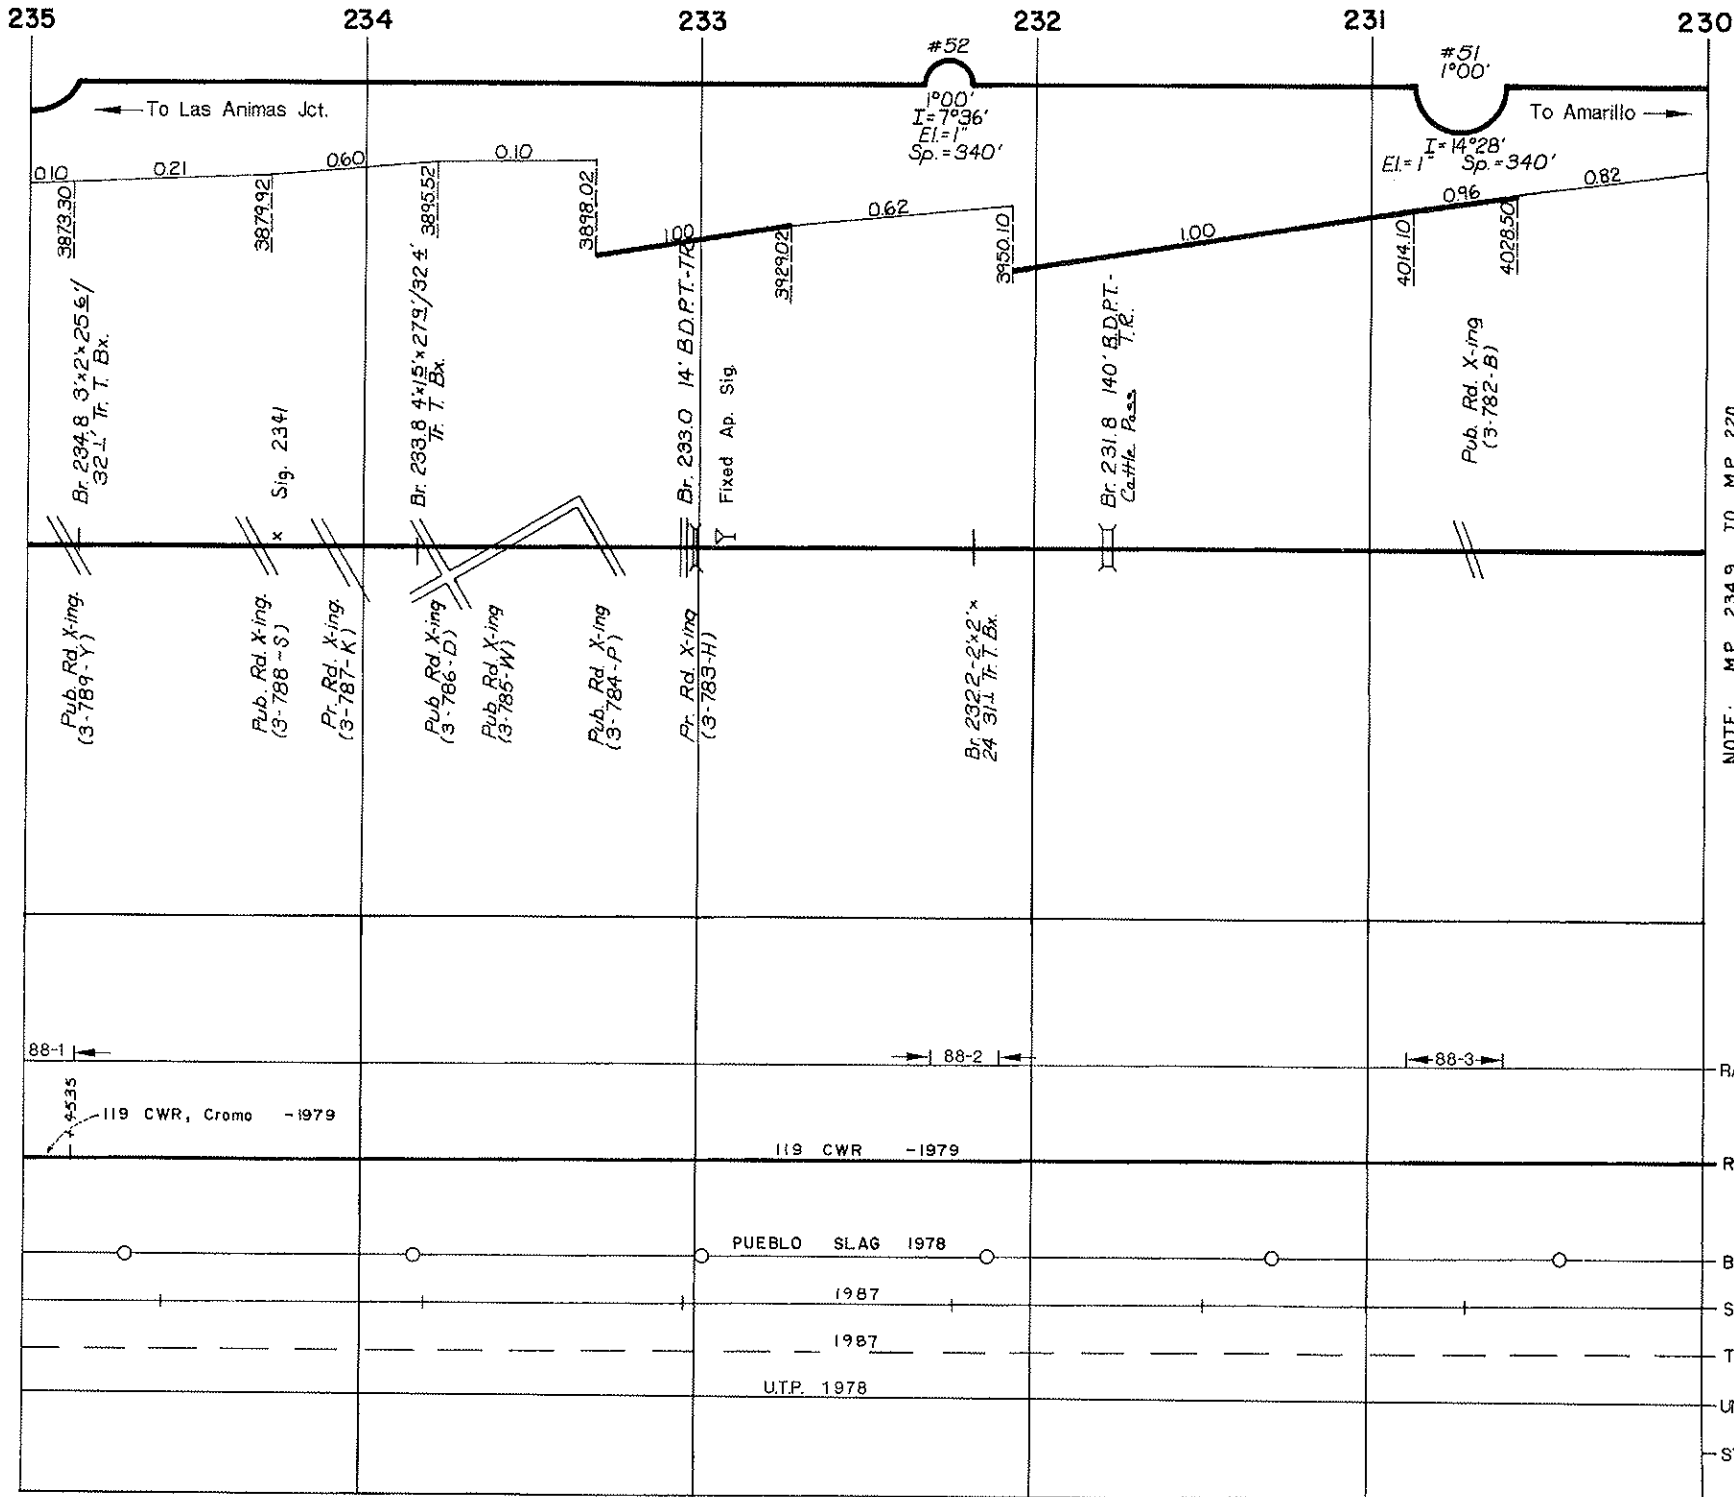 235 234 233 232 231 230
#52
1°00'
I=7°36'
El.=1"
Sp.=340'
#51
1°00'
I=14°28'
El.=1" Sp.=340'
To Las Animas Jct.
To Amarillo
0.10 0.21 0.60 0.10 1.00 0.62 1.00 0.96 0.82
3873.30
3879.92
3895.52
3898.02
3929.02
3950.10
4014.10
4028.50
Br. 234.8 3'x2'x25.6'/
32.1' Tr. T. Bx.
Sig. 2341
x
Br. 233.8 4'x1.5'x27.9'/32.4'
Tr. T. Bx.
Br. 233.0 14' B.D.P.T.-TR
Fixed Ap. Sig.
Br. 231.8 140' B.D.P.T.-
T.R.
Cattle Pass
Pub. Rd. X-ing
(3-782-B)
Pub. Rd. X-ing.
(3-789-Y)
Pub. Rd. X-ing.
(3-788-S)
Pr. Rd. X-ing.
(3-787-K)
Pub. Rd. X-ing
(3-786-D)
Pub. Rd. X-ing
(3-785-W)
Pub. Rd. X-ing
(3-784-P)
Pr. Rd. X-ing
(3-783-H)
Br. 232.2-2'x2'x
24 31.1 Tr. T. Bx.
NOTE: M.P. 234.9 TO M.P. 220
88-1 88-2 88-3
4535
119 CWR, Cromo -1979
119 CWR -1979
PUEBLO SLAG 1978
1987
1987
U.T.P. 1978